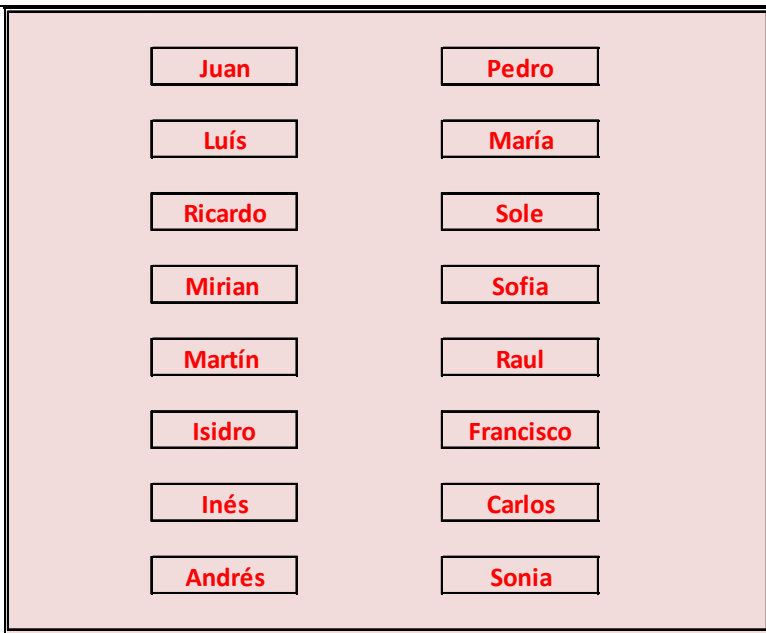 Juan Pedro
Luís María
Ricardo Sole
Mirian Sofia
Martín Raul
Isidro Francisco
Inés Carlos
Andrés Sonia